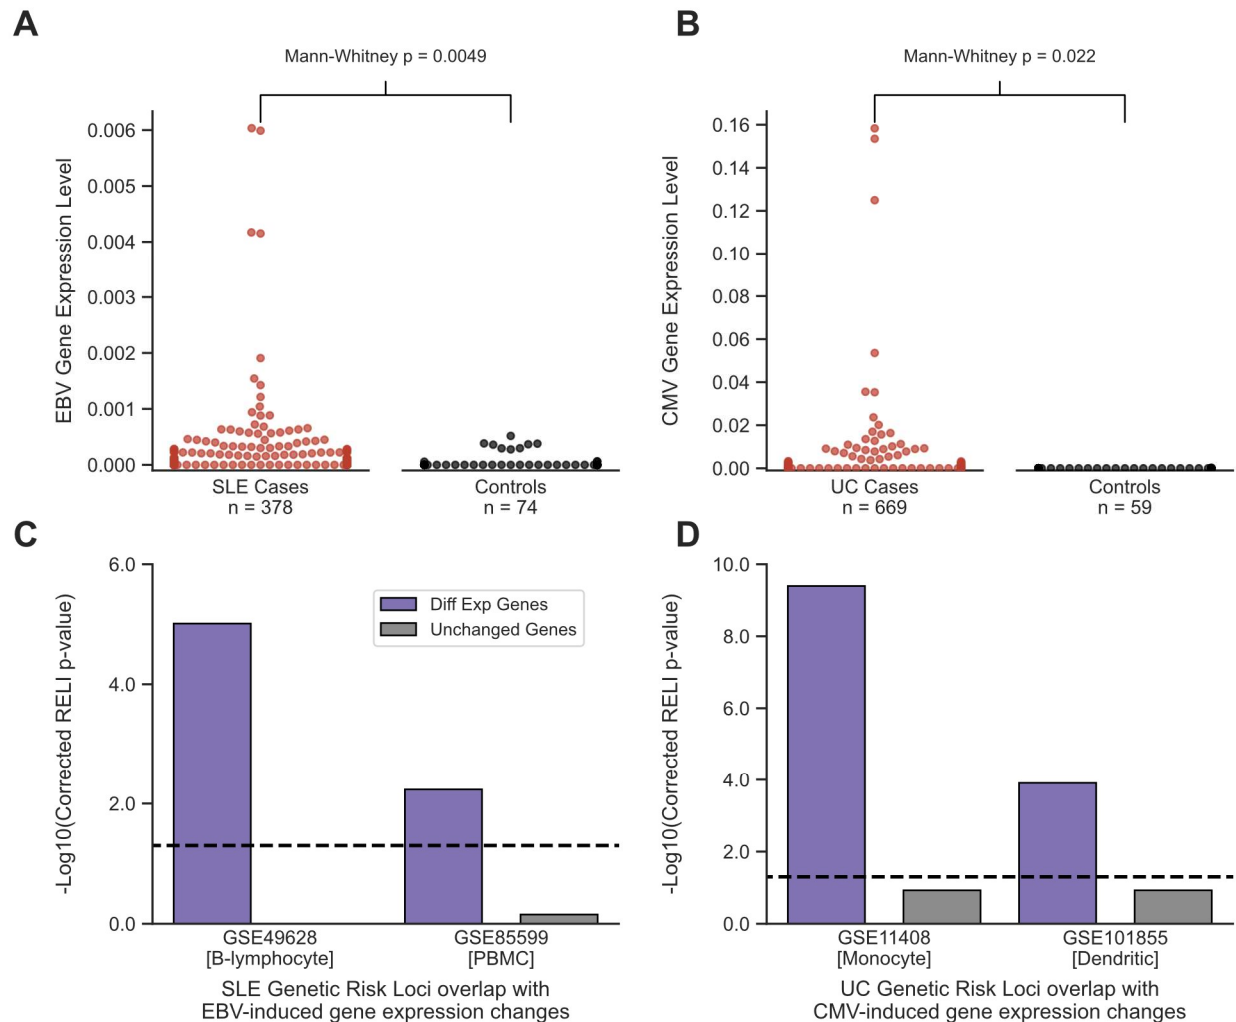 A
Mann-Whitney p = 0.0049
EBV Gene Expression Level
0.006
0.005
0.004
0.003
0.002
0.001
0.000
SLE Cases
n = 378
Controls
n = 74
B
Mann-Whitney p = 0.022
CMV Gene Expression Level
0.16
0.14
0.12
0.10
0.08
0.06
0.04
0.02
0.00
UC Cases
n = 669
Controls
n = 59
C
-Log10(Corrected RELI p-value)
6.0
4.0
2.0
0.0
Diff Exp Genes
Unchanged Genes
GSE49628
[B-lymphocyte]
GSE85599
[PBMC]
SLE Genetic Risk Loci overlap with
EBV-induced gene expression changes
D
-Log10(Corrected RELI p-value)
10.0
8.0
6.0
4.0
2.0
0.0
GSE11408
[Monocyte]
GSE101855
[Dendritic]
UC Genetic Risk Loci overlap with
CMV-induced gene expression changes